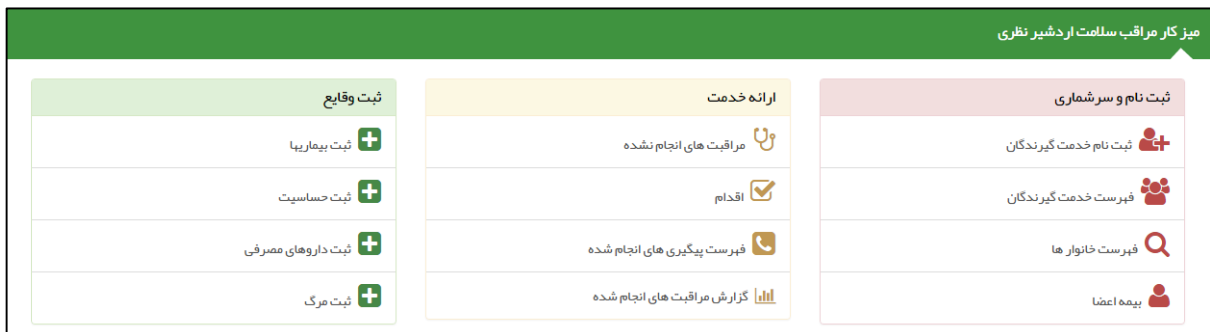 میز کار مراقب سلامت اردشیر نظری
ثبت نام و سرشماری
ثبت نام خدمت گیرندگان
فهرست خدمت گیرندگان
فهرست خانوار ها
بیمه اعضا
ارائه خدمت
مراقبت های انجام نشده
اقدام
فهرست پیگیری های انجام شده
گزارش مراقبت های انجام شده
ثبت وقایع
ثبت بیماریها
ثبت حساسیت
ثبت داروهای مصرفی
ثبت مرگ